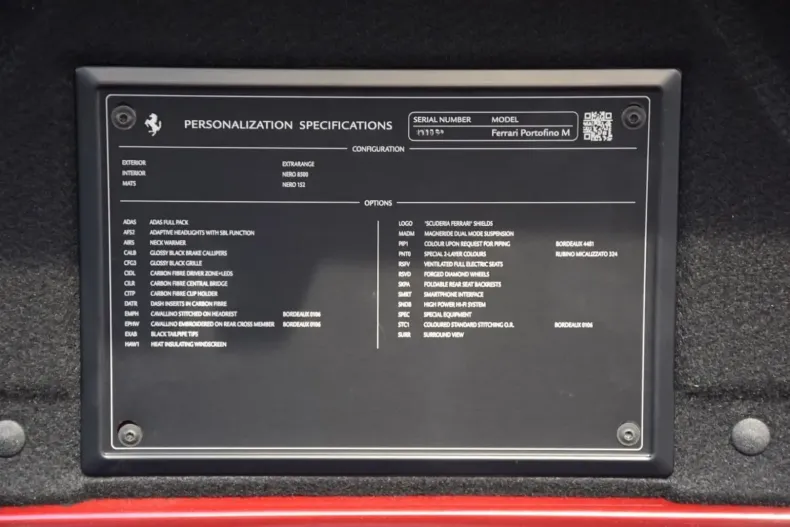 PERSONALIZATION SPECIFICATIONS
SERIAL NUMBER MODEL
Ferrari Portofino M
CONFIGURATION
EXTERIOR EXTRARANGE
INTERIOR NERO 8500
MATS NERO 152
OPTIONS
ADAS ADAS FULL PACK
AFS2 ADAPTIVE HEADLIGHTS WITH SBL FUNCTION
AIRS NECK WARMER
CALB GLOSSY BLACK BRAKE CALLIPERS
CFG3 GLOSSY BLACK GRILLE
CIDL CARBON FIBRE DRIVER ZONE+LEDS
CILR CARBON FIBRE CENTRAL BRIDGE
CITP CARBON FIBRE CUP HOLDER
DATR DASH INSERTS IN CARBON FIBRE
EMPH CAVALLINO STITCHED ON HEADREST BORDEAUX 8106
EPHW CAVALLINO EMBROIDERED ON REAR CROSS MEMBER BORDEAUX 8106
EXAB BLACK TAILPIPE TIPS
HAW1 HEAT INSULATING WINDSCREEN
LOGO "SCUDERIA FERRARI" SHIELDS
MADM MAGNERIDE DUAL MODE SUSPENSION
PIP1 COLOUR UPON REQUEST FOR PIPING BORDEAUX 4481
PNT0 SPECIAL 2-LAYER COLOURS RUBINO MICALIZZATO 324
RSFV VENTILATED FULL ELECTRIC SEATS
RSVD FORGED DIAMOND WHEELS
SKPA FOLDABLE REAR SEAT BACKRESTS
SMRT SMARTPHONE INTERFACE
SNDB HIGH POWER HI-FI SYSTEM
SPEC SPECIAL EQUIPMENT
STC1 COLOURED STANDARD STITCHING O.R. BORDEAUX 8106
SURR SURROUND VIEW